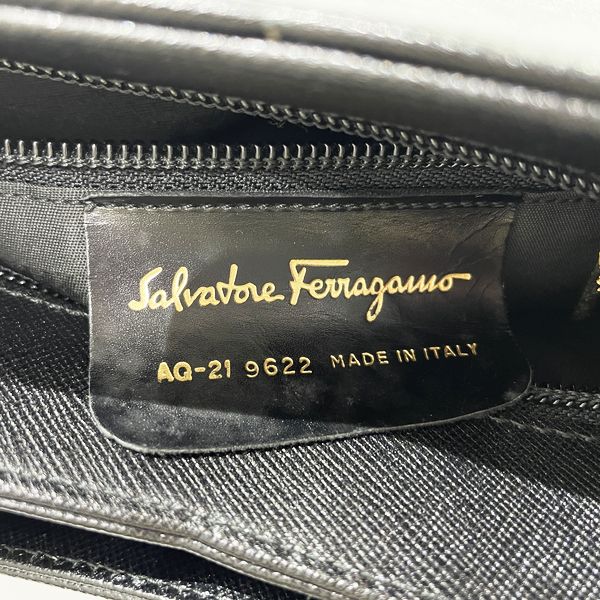 Salvatore Ferragamo
AQ-21 9622 MADE IN ITALY